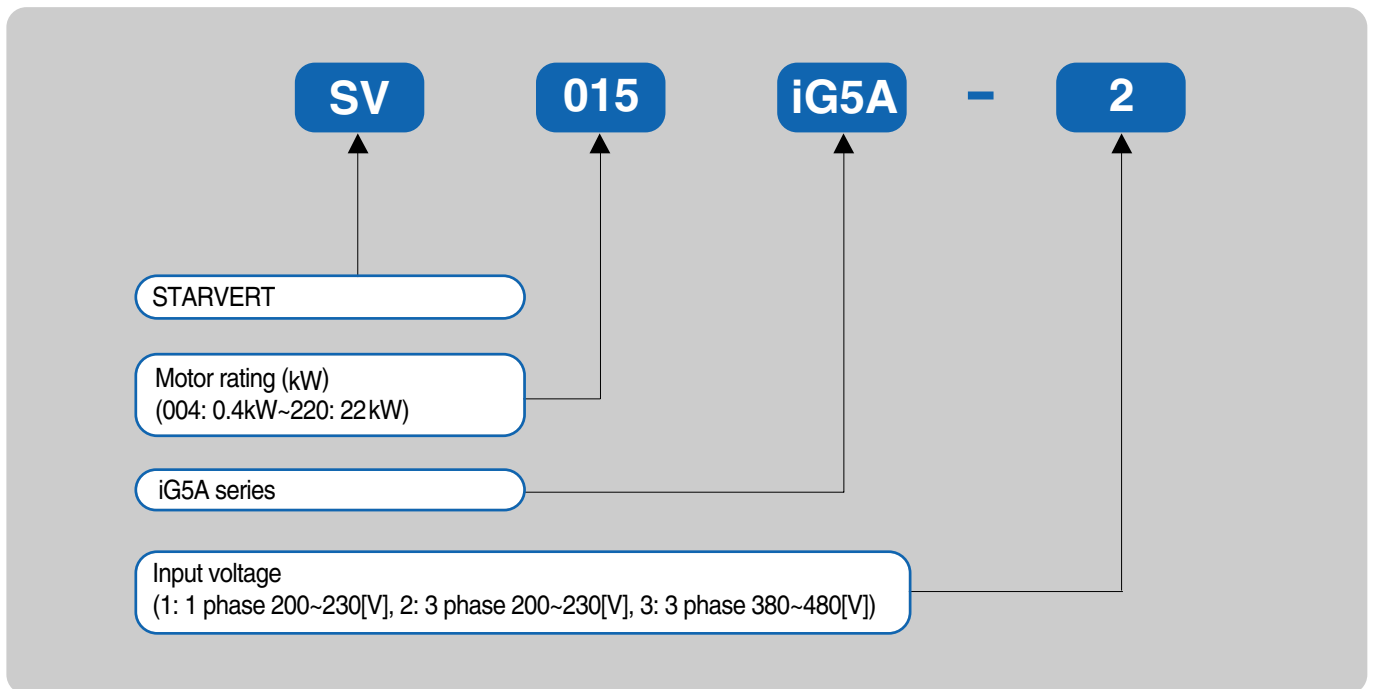 SV 015 iG5A - 2
STARVERT
Motor rating (kW)
(004: 0.4kW~220: 22kW)
iG5A series
Input voltage
(1: 1 phase 200~230[V], 2: 3 phase 200~230[V], 3: 3 phase 380~480[V])